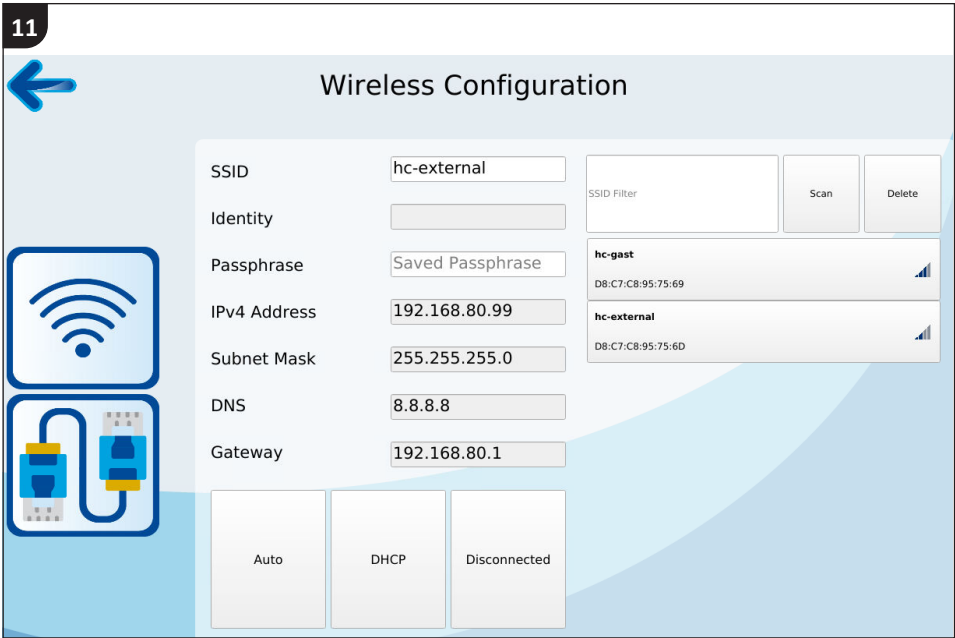 11
Wireless Configuration
SSID
hc-external
Identity
Passphrase
Saved Passphrase
IPv4 Address
192.168.80.99
Subnet Mask
255.255.255.0
DNS
8.8.8.8
Gateway
192.168.80.1
Auto
DHCP
Disconnected
SSID Filter
Scan
Delete
hc-gast
D8:C7:C8:95:75:69
hc-external
D8:C7:C8:95:75:6D